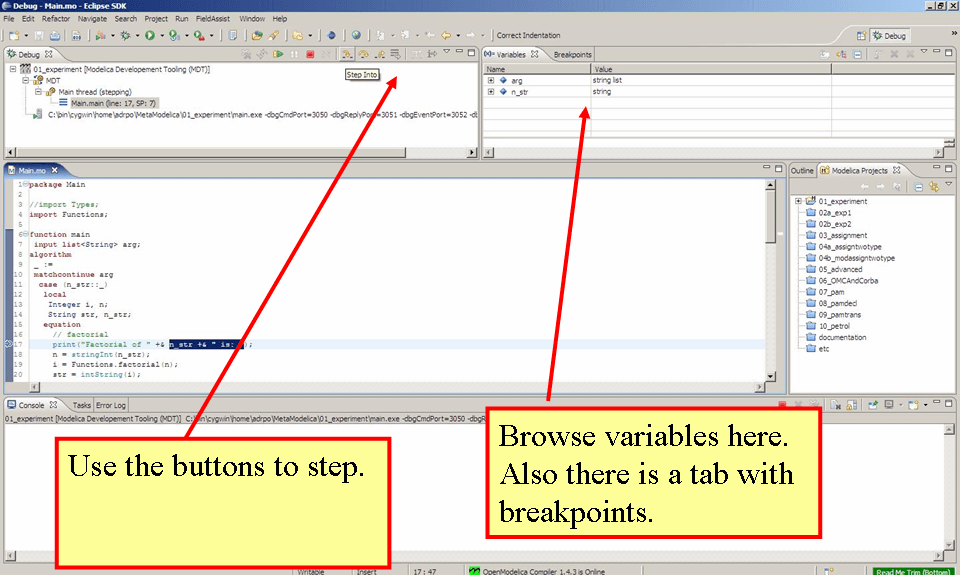 Debug - Main.mo - Eclipse SDK
File Edit Refactor Navigate Search Project Run FieldAssist Window Help
Correct Indentation
Debug
Debug
Variables Breakpoints
01_experiment [Modelica Developement Tooling (MDT)]
MDT
Main thread (stepping)
Main.main (line: 17, SP: 7)
C:\bin\cygwin\home\adrpo\MetaModelica\01_experiment\main.exe -dbgCmdPort=3050 -dbgReplyPort=3051 -dbgEventPort=3052 -db
Step Into
Name Value
arg string list
n_str string
Main.mo
1 package Main
2
3 //import Types;
4 import Functions;
5
6 function main
7 input list<String> arg;
8 algorithm
9 _ :=
10 matchcontinue arg
11 case (n_str::_)
12 local
13 Integer i, n;
14 String str, n_str;
15 equation
16 // factorial
17 print("Factorial of " +& n_str +& " is: ");
18 n = stringInt(n_str);
19 i = Functions.factorial(n);
20 str = intString(i);
Outline Modelica Projects
01_experiment
02a_exp1
02b_exp2
03_assignment
04a_assigntwotype
04b_modassigntwotype
05_advanced
06_OMCAndCorba
07_pam
08_pamded
09_pamtrans
10_petrol
documentation
etc
Console Tasks Error Log
01_experiment [Modelica Developement Tooling (MDT)] C:\bin\cygwin\home\adrpo\MetaModelica\01_experiment\main.exe -dbgCmdPort=3050 -dbgReplyPort=3051 -dbgEventPort=3052 -db
Use the buttons to step.
Browse variables here.
Also there is a tab with
breakpoints.
Writable Insert 17 : 47 OpenModelica Compiler 1.4.3 is Online Read Me Trim (Bottom)